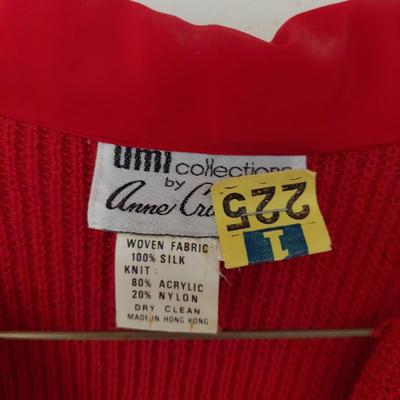 umi collections
by
Anne
225
1
WOVEN FABRIC:
100% SILK
KNIT:
80% ACRYLIC
20% NYLON
DRY CLEAN
MADE IN HONG KONG